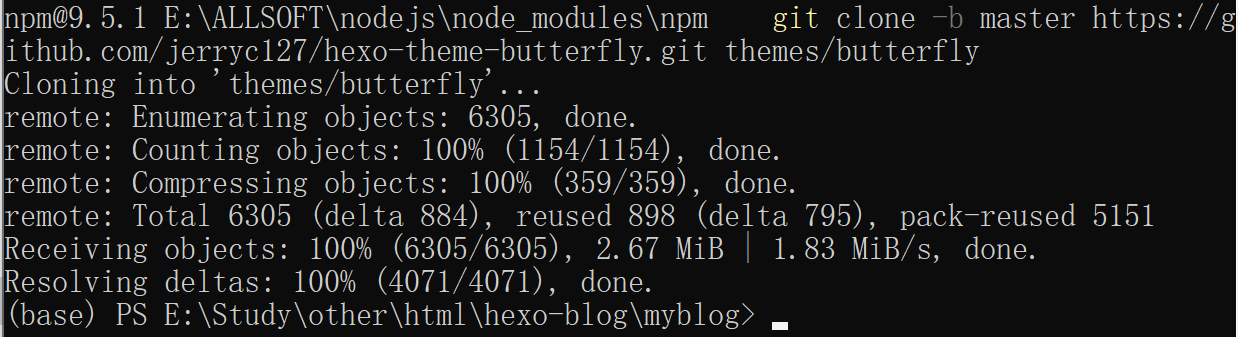 npm@9.5.1 E:\ALLSOFT\nodejs\node_modules\npm    git clone -b master https://g
ithub.com/jerryc127/hexo-theme-butterfly.git themes/butterfly
Cloning into 'themes/butterfly'...
remote: Enumerating objects: 6305, done.
remote: Counting objects: 100% (1154/1154), done.
remote: Compressing objects: 100% (359/359), done.
remote: Total 6305 (delta 884), reused 898 (delta 795), pack-reused 5151
Receiving objects: 100% (6305/6305), 2.67 MiB | 1.83 MiB/s, done.
Resolving deltas: 100% (4071/4071), done.
(base) PS E:\Study\other\html\hexo-blog\myblog>